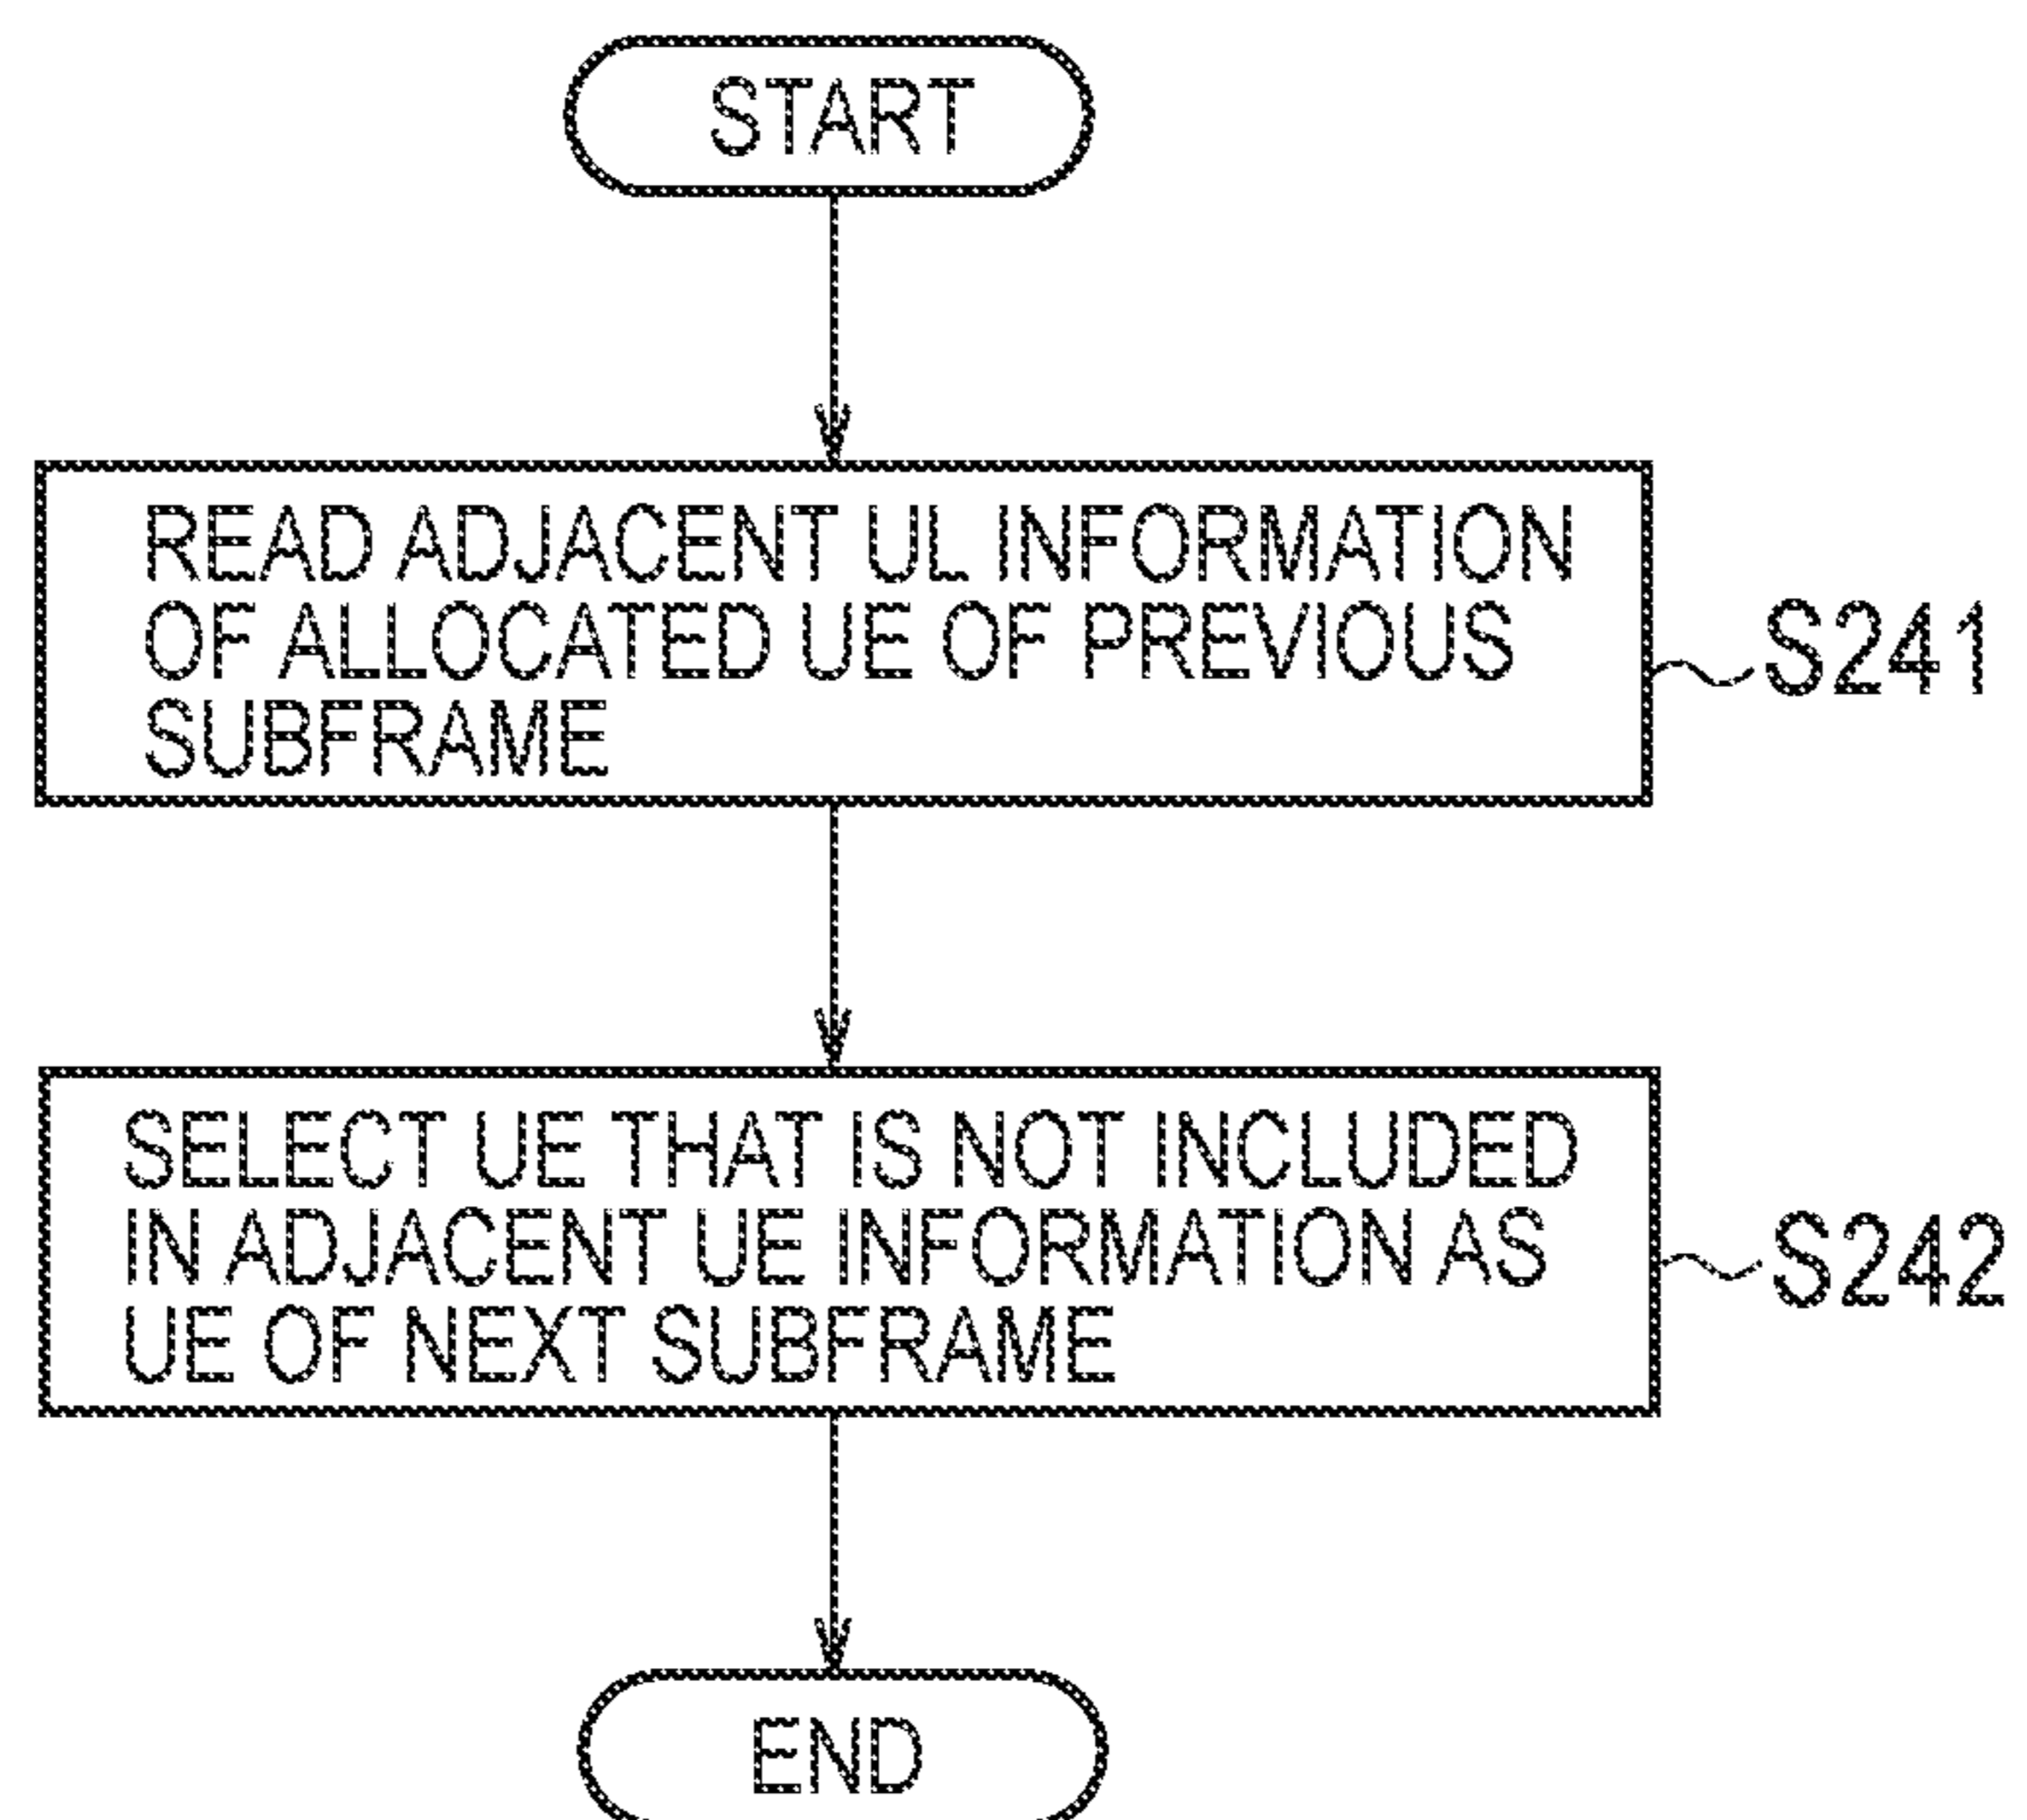 START
READ ADJACENT UL INFORMATION
OF ALLOCATED UE OF PREVIOUS
SUBFRAME
S241
SELECT UE THAT IS NOT INCLUDED
IN ADJACENT UE INFORMATION AS
UE OF NEXT SUBFRAME
S242
END